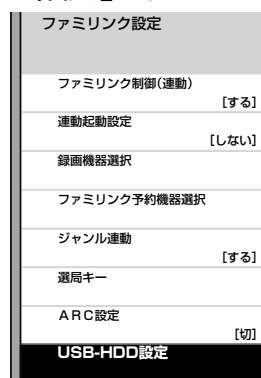 ファミリンク設定
ファミリンク制御(連動)
[する]
連動起動設定
[しない]
録画機器選択
ファミリンク予約機器選択
ジャンル連動
[する]
選局キー
ARC設定
[切]
USB-HDD設定